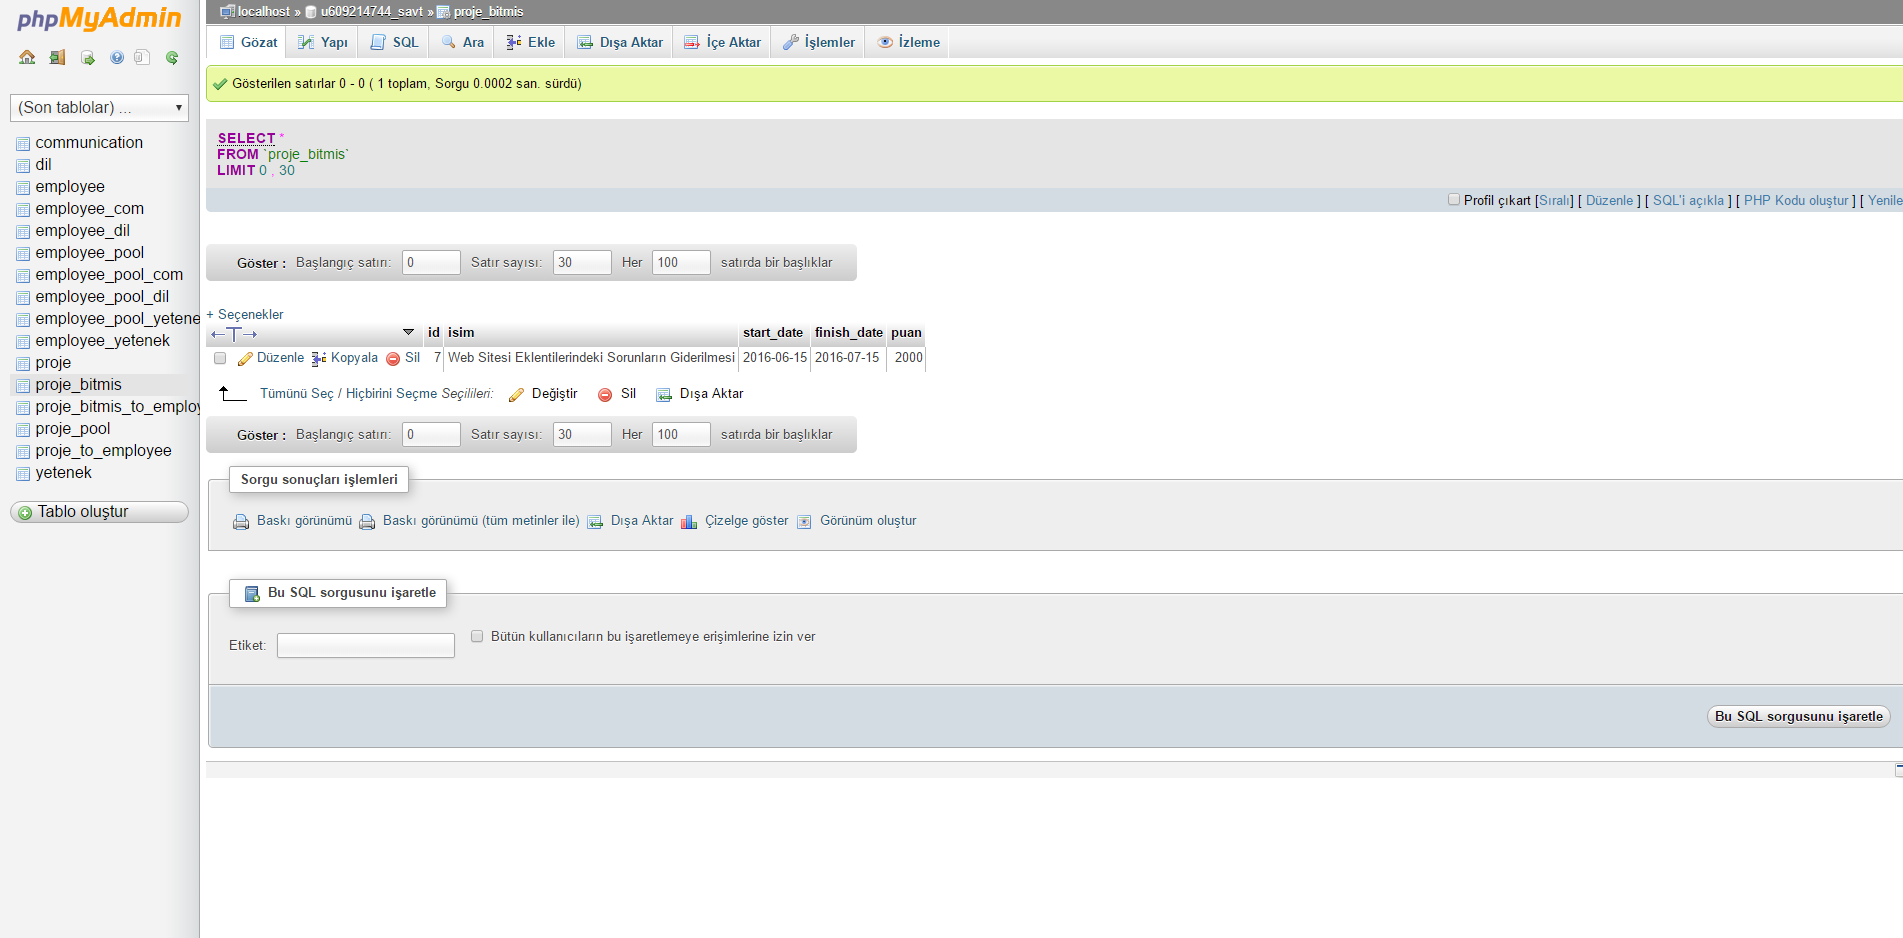 phpMyAdmin
(Son tablolar) ...
communication
dil
employee
employee_com
employee_dil
employee_pool
employee_pool_com
employee_pool_dil
employee_pool_yetene
employee_yetenek
proje
proje_bitmis
proje_bitmis_to_employ
proje_pool
proje_to_employee
yetenek
Tablo oluştur
localhost » u609214744_savt » proje_bitmis
Gözat Yapı SQL Ara Ekle Dışa Aktar İçe Aktar İşlemler İzleme
Gösterilen satırlar 0 - 0 ( 1 toplam, Sorgu 0.0002 san. sürdü)
SELECT *
FROM `proje_bitmis`
LIMIT 0 , 30
Profil çıkart [Sıralı] [ Düzenle ] [ SQL'i açıkla ] [ PHP Kodu oluştur ] [ Yenile
Göster : Başlangıç satırı: 0 Satır sayısı: 30 Her 100 satırda bir başlıklar
+ Seçenekler
←T→ id isim start_date finish_date puan
Düzenle Kopyala Sil 7 Web Sitesi Eklentilerindeki Sorunların Giderilmesi 2016-06-15 2016-07-15 2000
Tümünü Seç / Hiçbirini Seçme Seçilileri: Değiştir Sil Dışa Aktar
Göster : Başlangıç satırı: 0 Satır sayısı: 30 Her 100 satırda bir başlıklar
Sorgu sonuçları işlemleri
Baskı görünümü Baskı görünümü (tüm metinler ile) Dışa Aktar Çizelge göster Görünüm oluştur
Bu SQL sorgusunu işaretle
Etiket: Bütün kullanıcıların bu işaretlemeye erişimlerine izin ver
Bu SQL sorgusunu işaretle